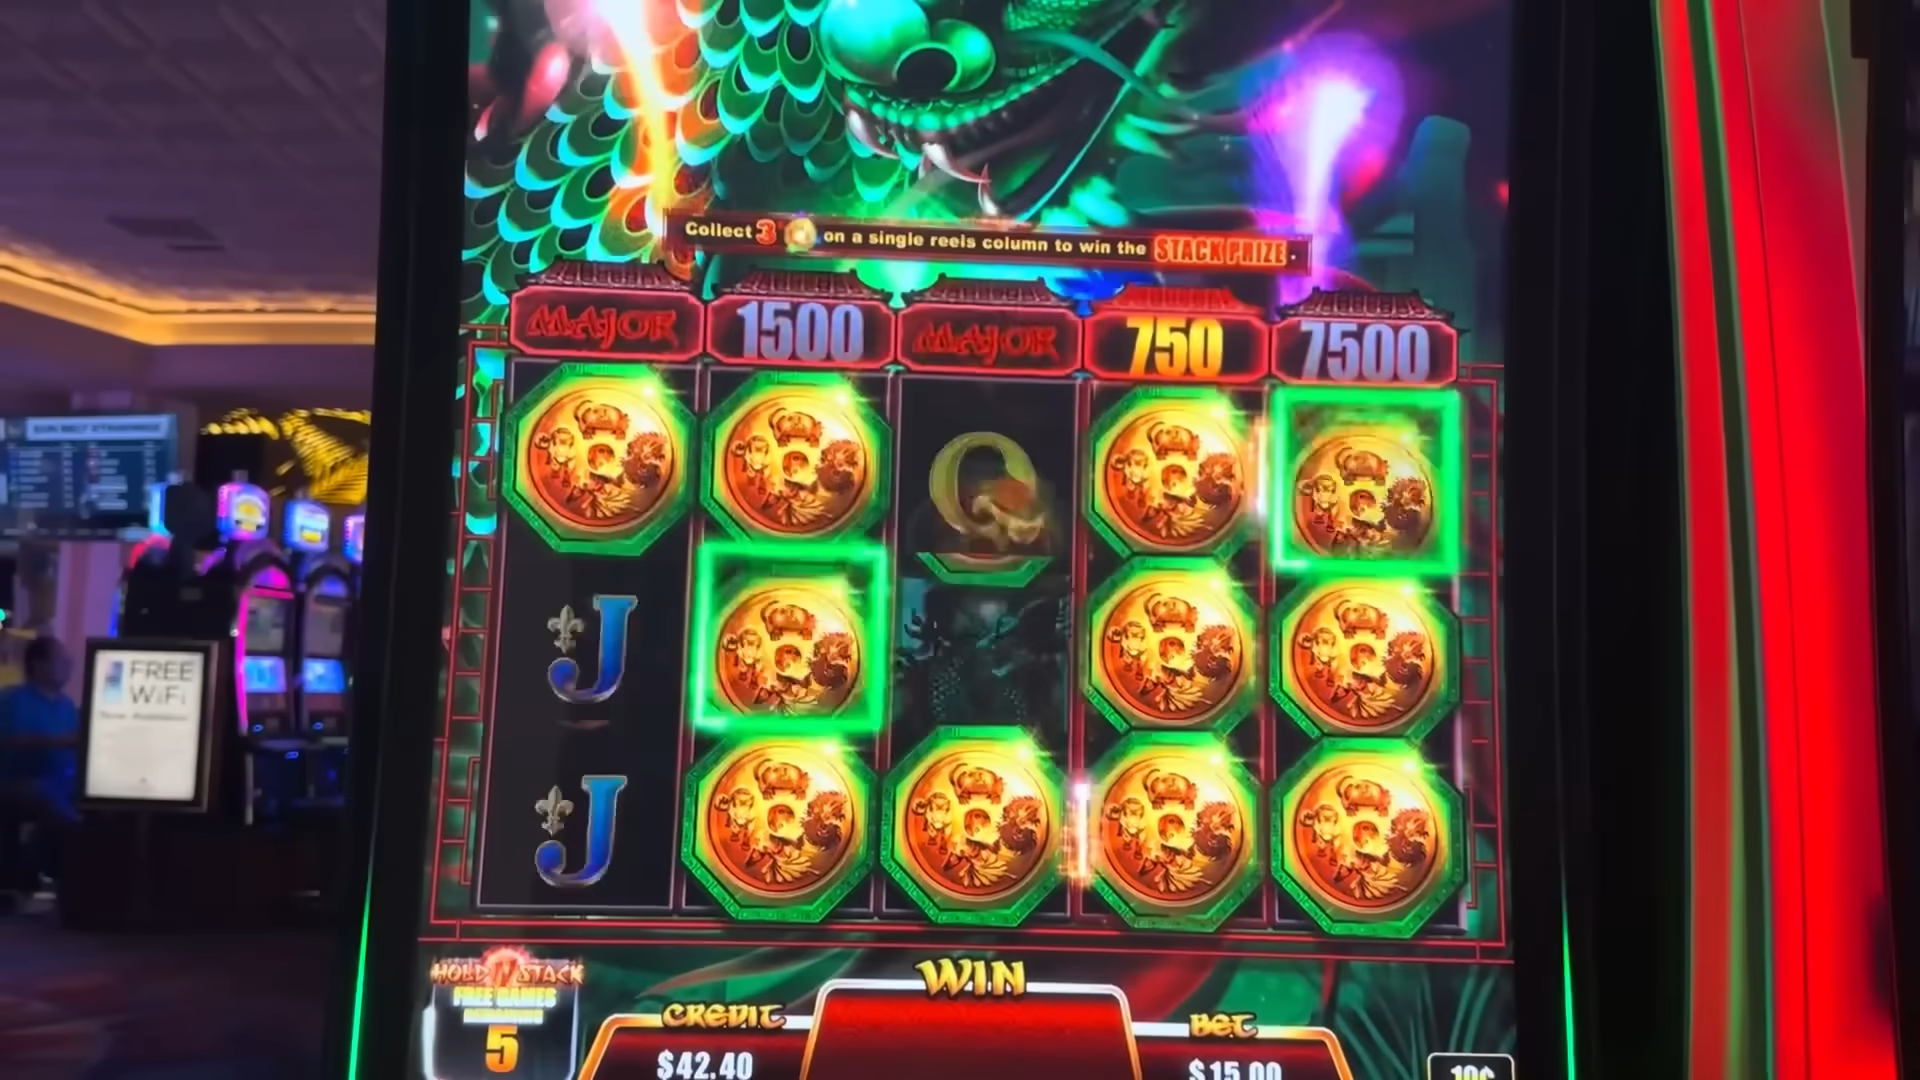 Collect 3 on a single reels column to win the STACK PRIZE.
MAJOR 1500 MAJOR 750 7500
Q
J
J
HOLD N STACK
FREE GAMES
REMAINING
5
CREDIT
$42.40
WIN
BET
$15.00
10¢
FREE
WiFi